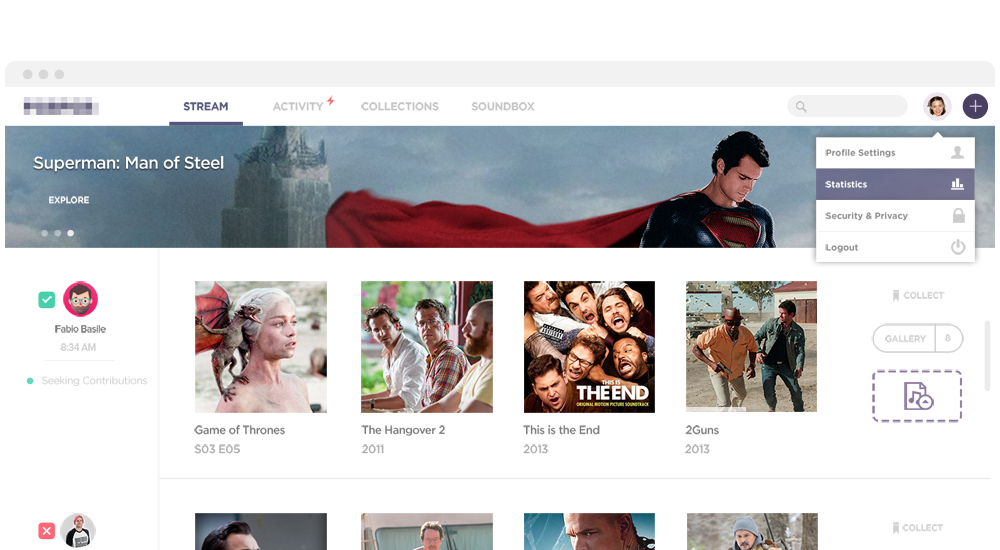 STREAM
ACTIVITY
COLLECTIONS
SOUNDBOX
Superman: Man of Steel
EXPLORE
Profile Settings
Statistics
Security & Privacy
Logout
Fabio Basile
8:34 AM
Seeking Contributions
THIS IS
THE END
ORIGINAL MOTION PICTURE SOUNDTRACK
Game of Thrones
S03 E05
The Hangover 2
2011
This is the End
2013
2Guns
2013
COLLECT
GALLERY 8
COLLECT